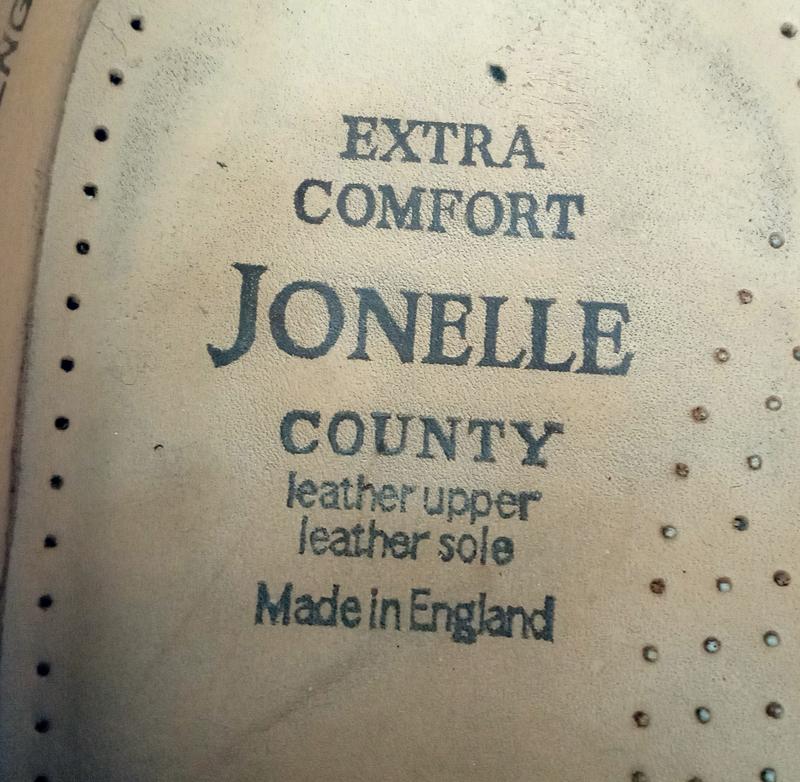 EXTRA
COMFORT
JONELLE
COUNTY
leather upper
leather sole
Made in England